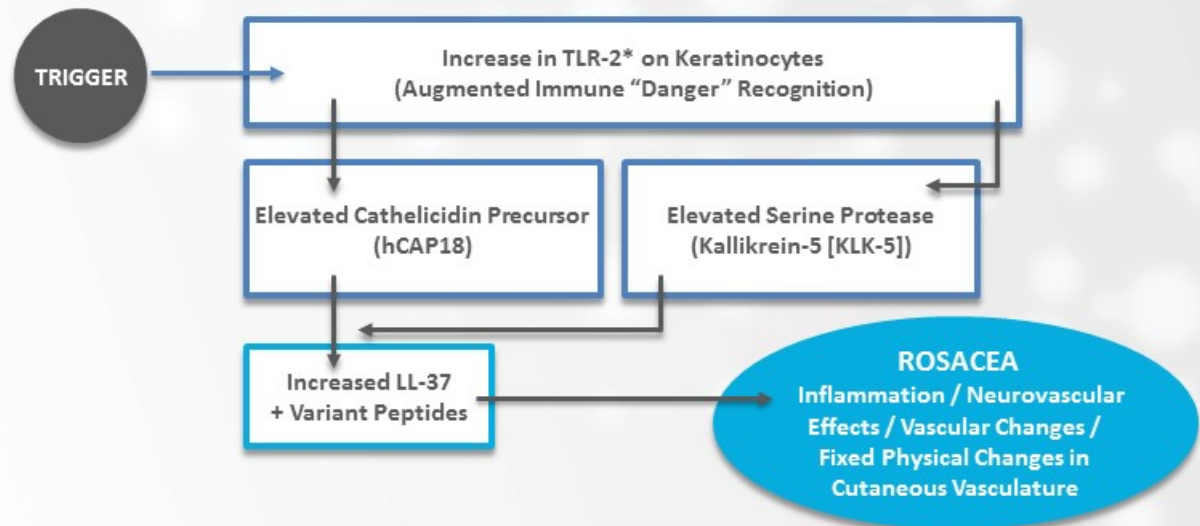 TRIGGER
Increase in TLR-2* on Keratinocytes
(Augmented Immune “Danger” Recognition)
Elevated Cathelicidin Precursor
(hCAP18)
Elevated Serine Protease
(Kallikrein-5 [KLK-5])
Increased LL-37
+ Variant Peptides
ROSACEA
Inflammation / Neurovascular
Effects / Vascular Changes /
Fixed Physical Changes in
Cutaneous Vasculature